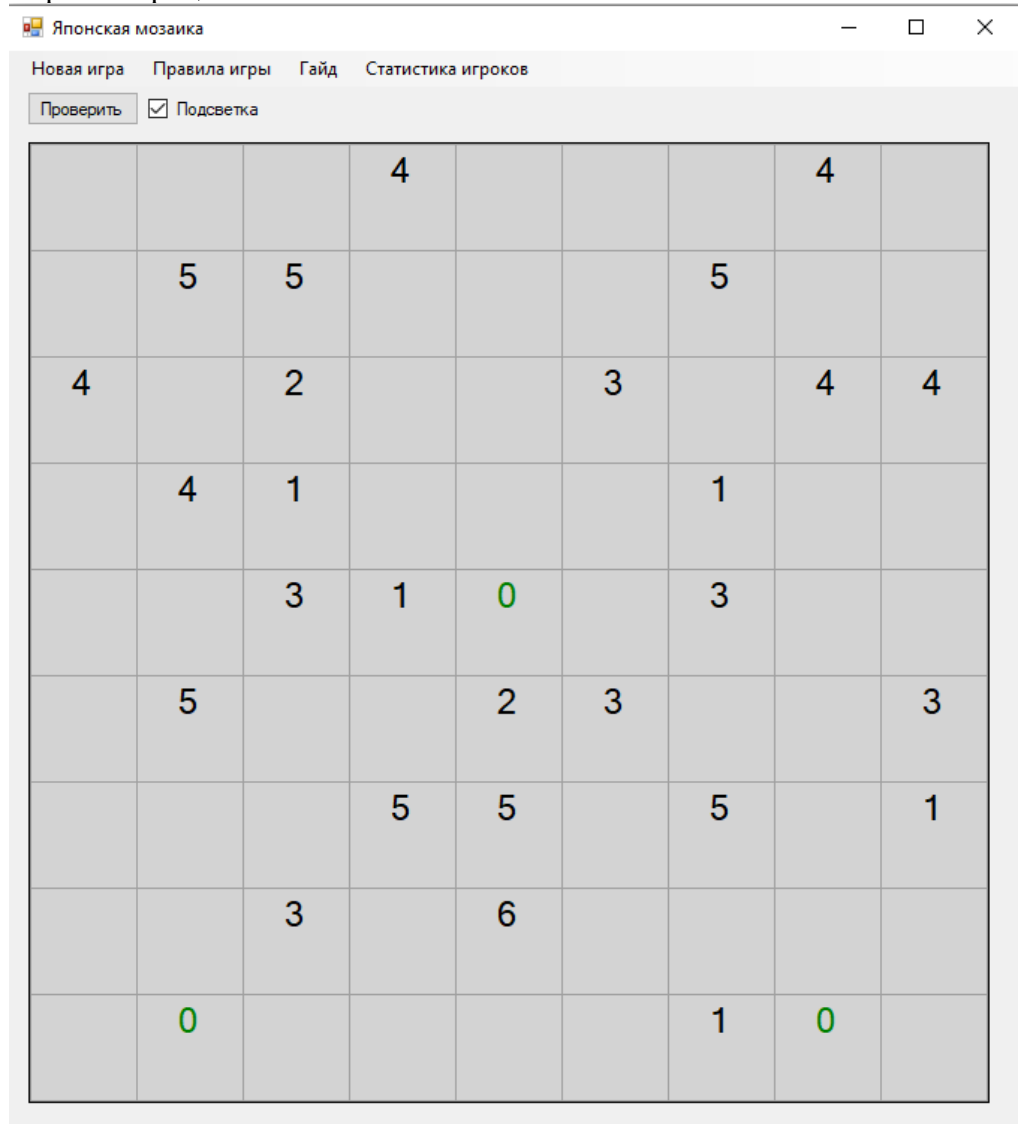 Японская мозаика
Новая игра Правила игры Гайд Статистика игроков
Проверить Подсветка
4 4
5 5 5
4 2 3 4 4
4 1 1
3 1 0 3
5 2 3 3
5 5 5 1
3 6
0 1 0